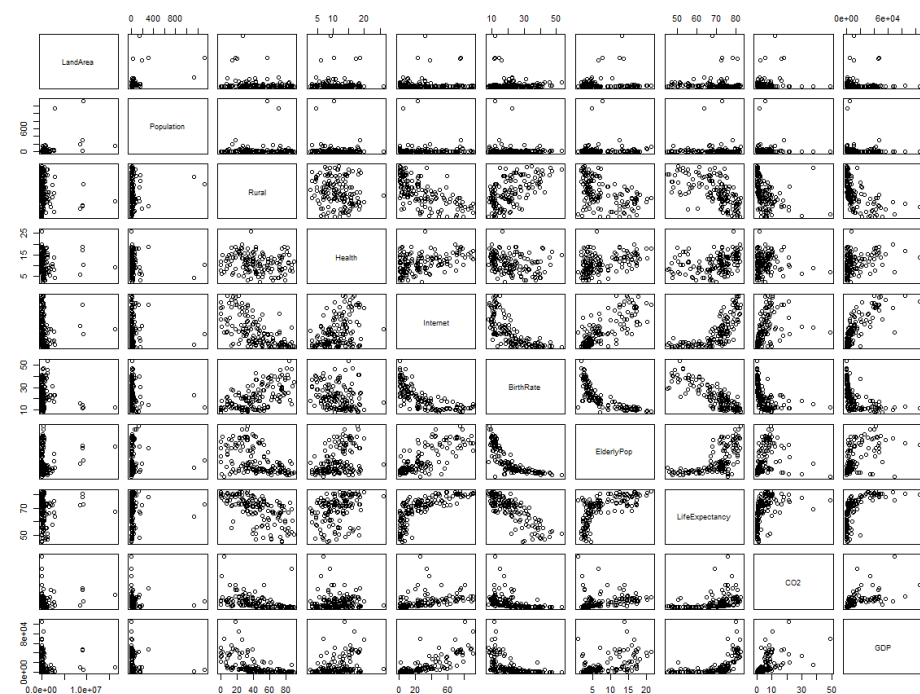 0 400 800
5 10 20
10 30 50
50 60 70 80
0e+00 6e+04
LandArea
Population
0 600
Rural
Health
5 15 25
Internet
BirthRate
10 30 50
ElderlyPop
LifeExpectancy
50 70
CO2
GDP
0e+00 8e+04
0.0e+00 1.0e+07
0 20 40 60 80
0 20 60
5 10 15 20
0 10 30 50